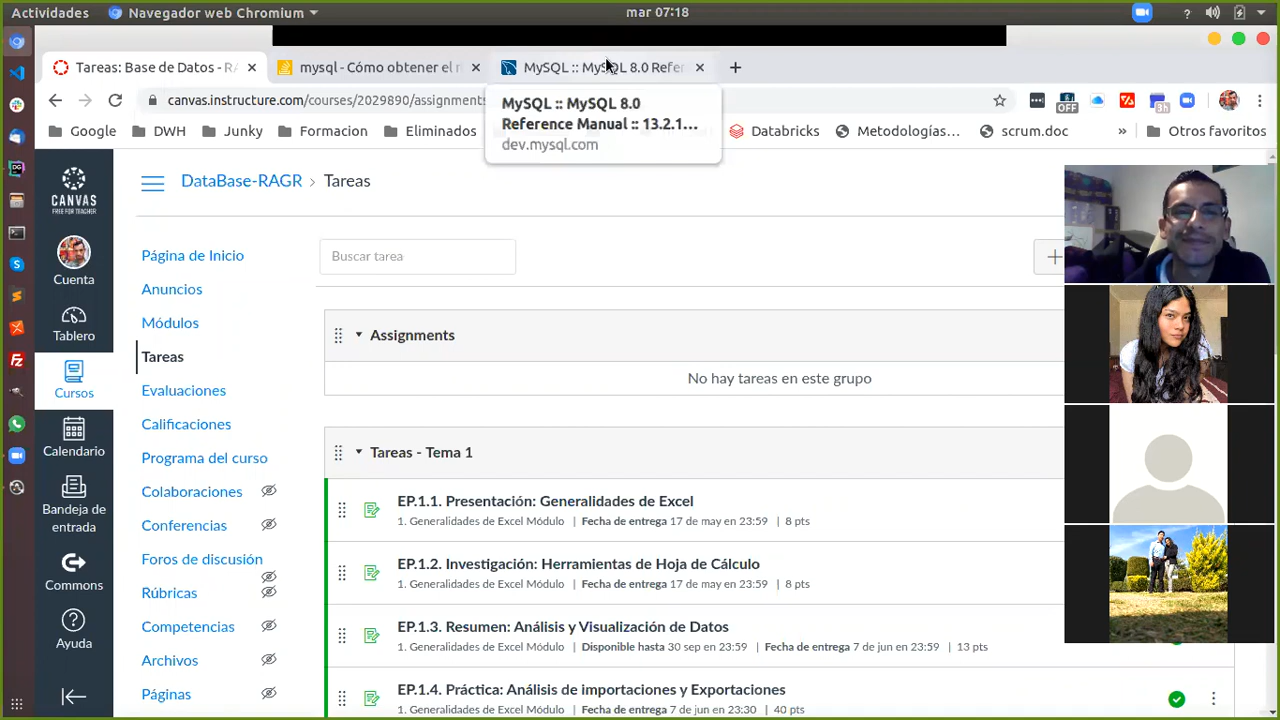 Actividades
Navegador web Chromium
mar 07:18
?
Tareas: Base de Datos - R
mysql - Cómo obtener el r
MySQL :: MySQL 8.0 Refer
canvas.instructure.com/courses/2029890/assignments
OFF
3h
MySQL :: MySQL 8.0
Reference Manual :: 13.2.1...
dev.mysql.com
Google
DWH
Junky
Formacion
Eliminados
Databricks
Metodologías...
scrum.doc
»
Otros favoritos
CANVAS
FREE FOR TEACHER
Cuenta
Tablero
Cursos
Calendario
Bandeja de
entrada
Commons
Ayuda
DataBase-RAGR › Tareas
Página de Inicio
Anuncios
Módulos
Tareas
Evaluaciones
Calificaciones
Programa del curso
Colaboraciones
Conferencias
Foros de discusión
Rúbricas
Competencias
Archivos
Páginas
Buscar tarea
+
Assignments
No hay tareas en este grupo
Tareas - Tema 1
EP.1.1. Presentación: Generalidades de Excel
1. Generalidades de Excel Módulo | Fecha de entrega 17 de may en 23:59 | 8 pts
EP.1.2. Investigación: Herramientas de Hoja de Cálculo
1. Generalidades de Excel Módulo | Fecha de entrega 17 de may en 23:59 | 8 pts
EP.1.3. Resumen: Análisis y Visualización de Datos
1. Generalidades de Excel Módulo | Disponible hasta 30 sep en 23:59 | Fecha de entrega 7 de jun en 23:59 | 13 pts
EP.1.4. Práctica: Análisis de importaciones y Exportaciones
1. Generalidades de Excel Módulo | Fecha de entrega 7 de jun en 23:30 | 40 pts